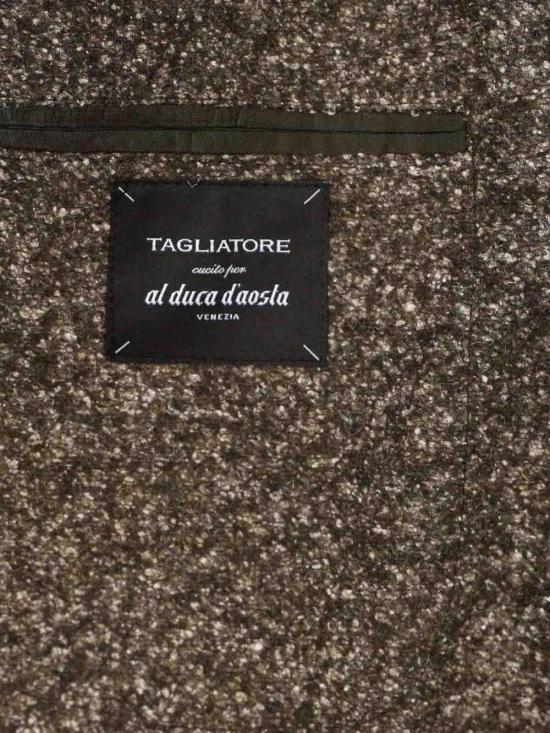 TAGLIATORE
cucito per
al duca d'aosta
VENEZIA